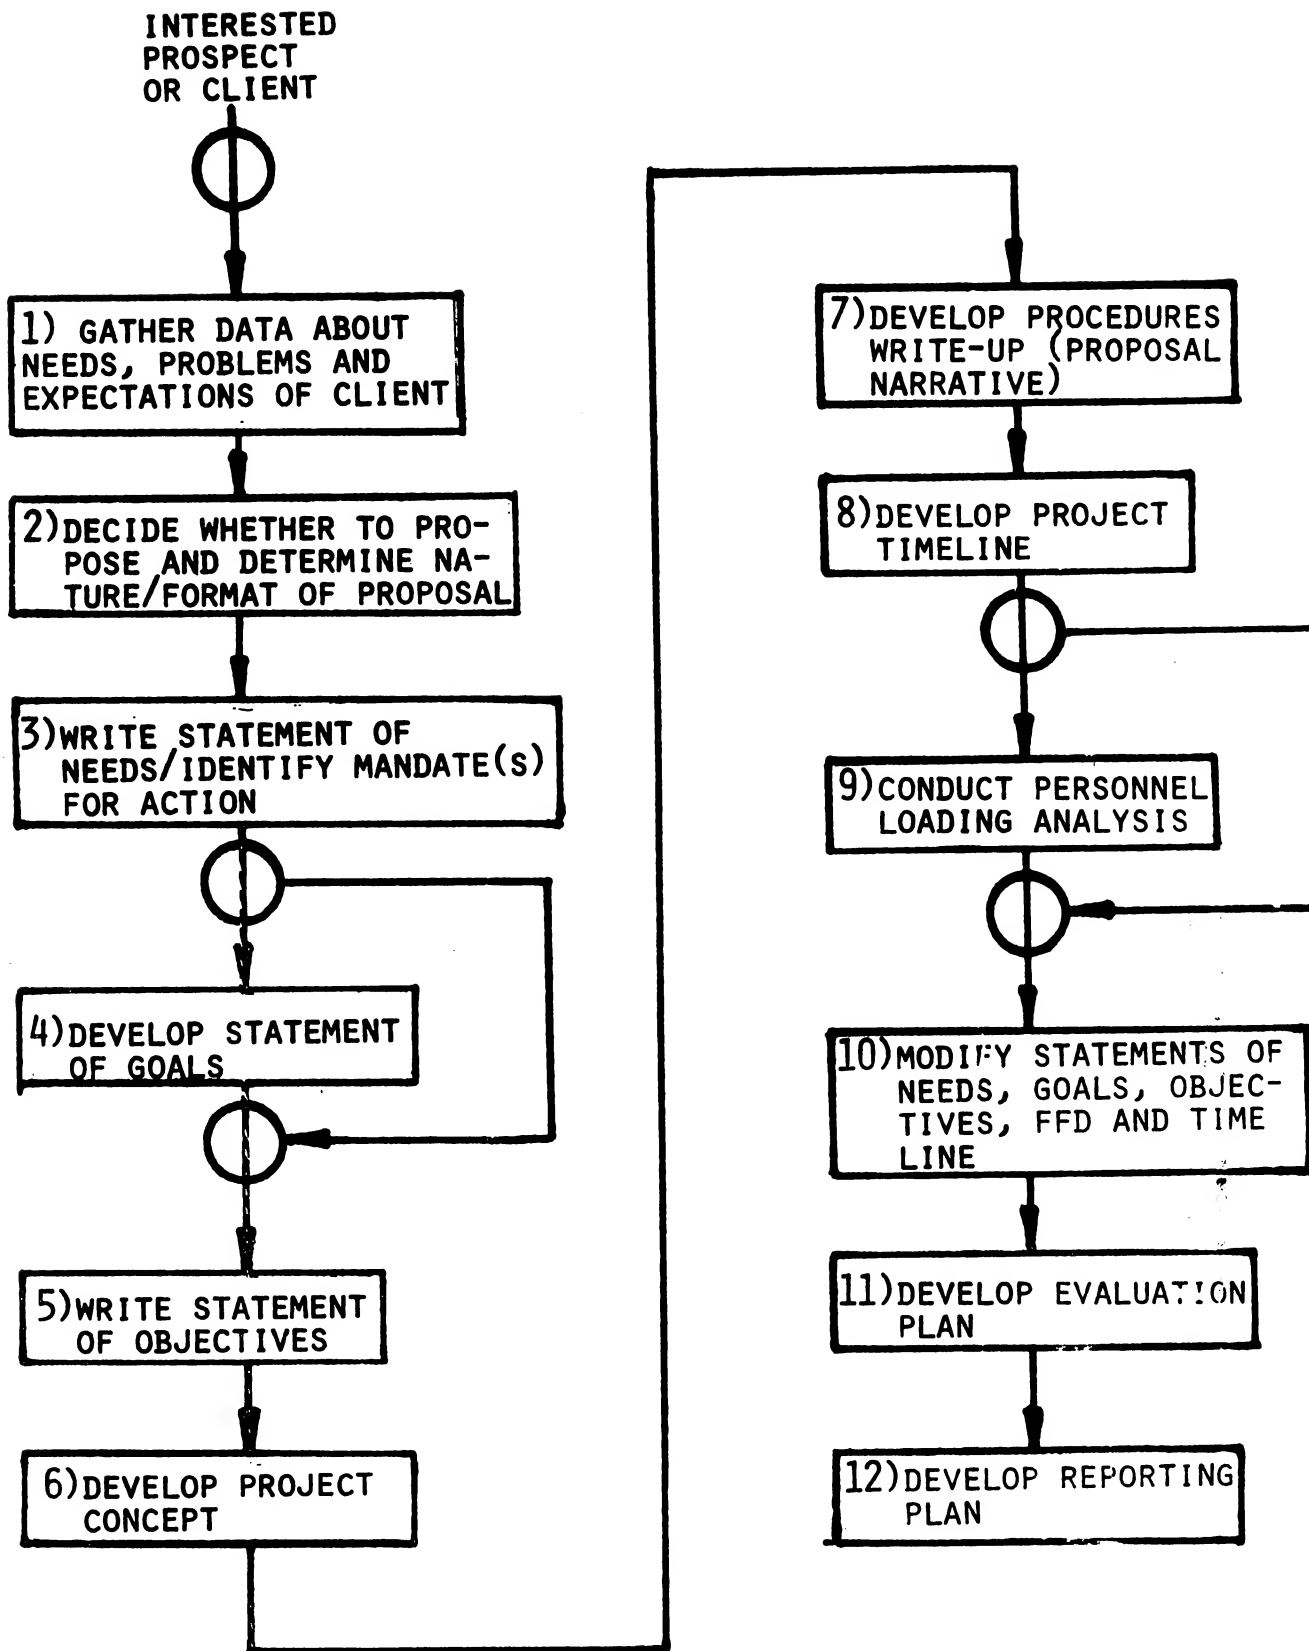 INTERESTED
PROSPECT
OR CLIENT
1) GATHER DATA ABOUT
NEEDS, PROBLEMS AND
EXPECTATIONS OF CLIENT
2) DECIDE WHETHER TO PRO-
POSE AND DETERMINE NA-
TURE/FORMAT OF PROPOSAL
3) WRITE STATEMENT OF
NEEDS/IDENTIFY MANDATE(S)
FOR ACTION
4) DEVELOP STATEMENT
OF GOALS
5) WRITE STATEMENT
OF OBJECTIVES
6) DEVELOP PROJECT
CONCEPT
7) DEVELOP PROCEDURES
WRITE-UP (PROPOSAL
NARRATIVE)
8) DEVELOP PROJECT
TIMELINE
9) CONDUCT PERSONNEL
LOADING ANALYSIS
10) MODIFY STATEMENTS OF
NEEDS, GOALS, OBJEC-
TIVES, FFD AND TIME
LINE
11) DEVELOP EVALUATION
PLAN
12) DEVELOP REPORTING
PLAN